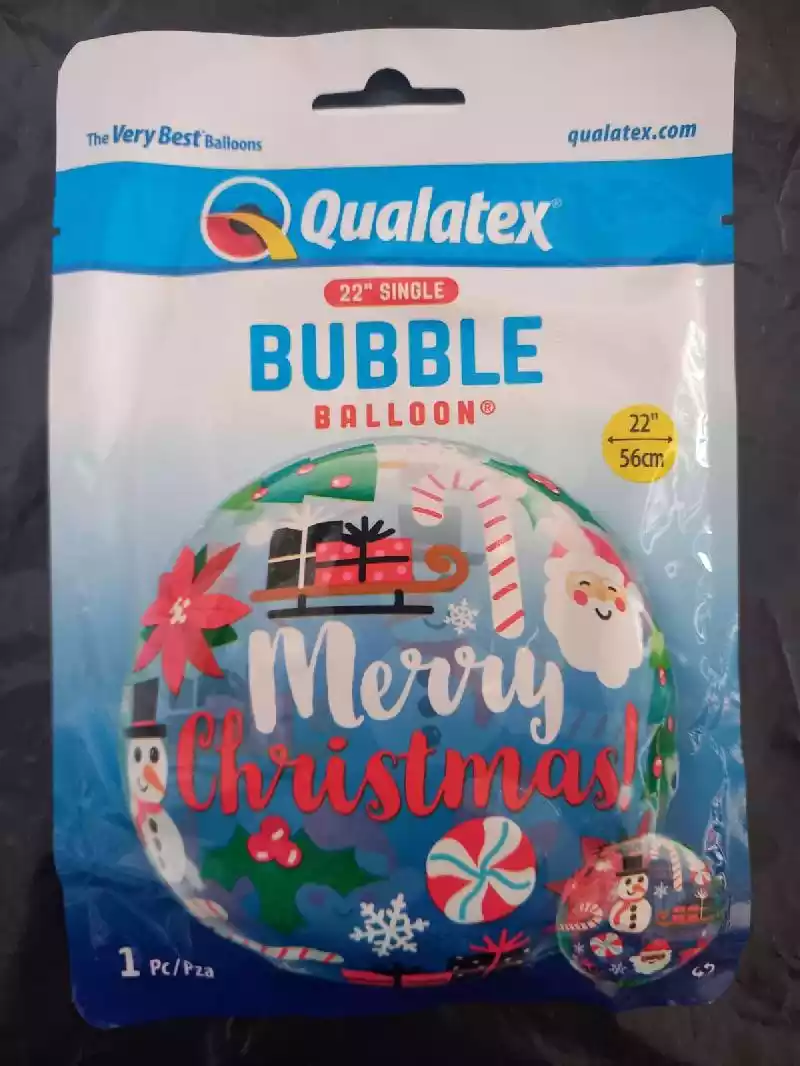 The Very Best Balloons
qualatex.com
Qualatex®
22" SINGLE
BUBBLE
BALLOON®
22"
56cm
Merry
Christmas!
1 Pc/Pza